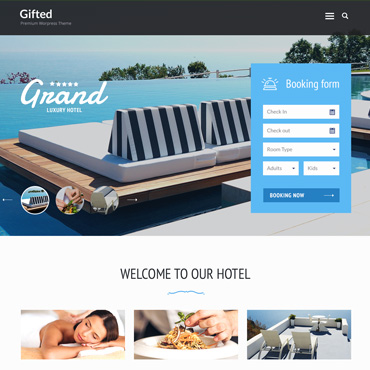 Gifted
Premium Wordpress Theme
Grand
LUXURY HOTEL
Booking form
Check In
Check out
Room Type
Adults
Kids
BOOKING NOW
WELCOME TO OUR HOTEL